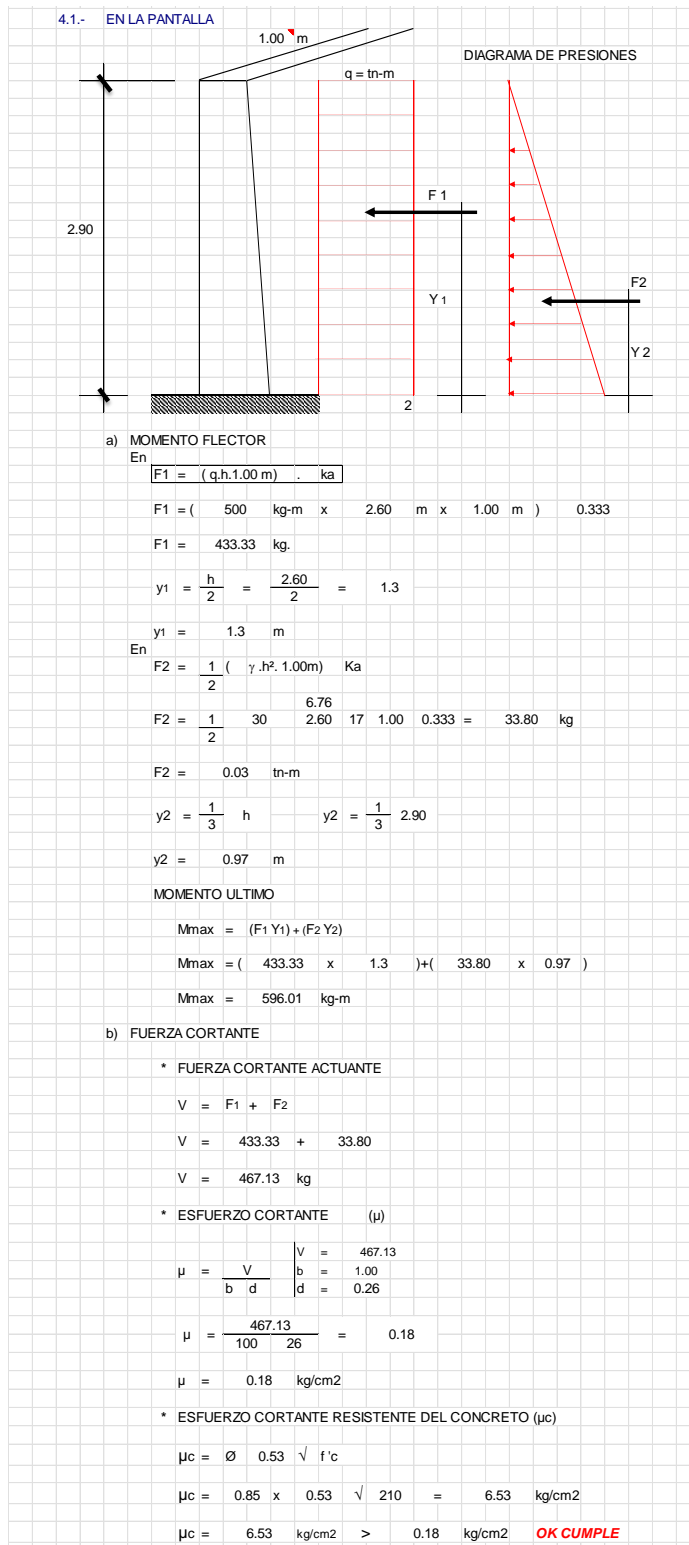 4.1.- EN LA PANTALLA
1.00 m
DIAGRAMA DE PRESIONES
q = tn-m
F 1
2.90
F2
Y 1
Y 2
2
a) MOMENTO FLECTOR
En
F1 = ( q.h.1.00 m) . ka
F1 = ( 500 kg-m x 2.60 m x 1.00 m ) 0.333
F1 = 433.33 kg.
y1 = h/2 = 2.60/2 = 1.3
y1 = 1.3 m
En
F2 = 1/2 ( γ .h². 1.00m) Ka
6.76
F2 = 1/2 30 2.60 17 1.00 0.333 = 33.80 kg
F2 = 0.03 tn-m
y2 = 1/3 h y2 = 1/3 2.90
y2 = 0.97 m
MOMENTO ULTIMO
Mmax = (F1 Y1) + (F2 Y2)
Mmax = ( 433.33 x 1.3 )+( 33.80 x 0.97 )
Mmax = 596.01 kg-m
b) FUERZA CORTANTE
* FUERZA CORTANTE ACTUANTE
V = F1 + F2
V = 433.33 + 33.80
V = 467.13 kg
* ESFUERZO CORTANTE (µ)
V = 467.13
µ = V / b d b = 1.00
d = 0.26
µ = 467.13 / 100 26 = 0.18
µ = 0.18 kg/cm2
* ESFUERZO CORTANTE RESISTENTE DEL CONCRETO (µc)
µc = Ø 0.53 √ f 'c
µc = 0.85 x 0.53 √ 210 = 6.53 kg/cm2
µc = 6.53 kg/cm2 > 0.18 kg/cm2 OK CUMPLE